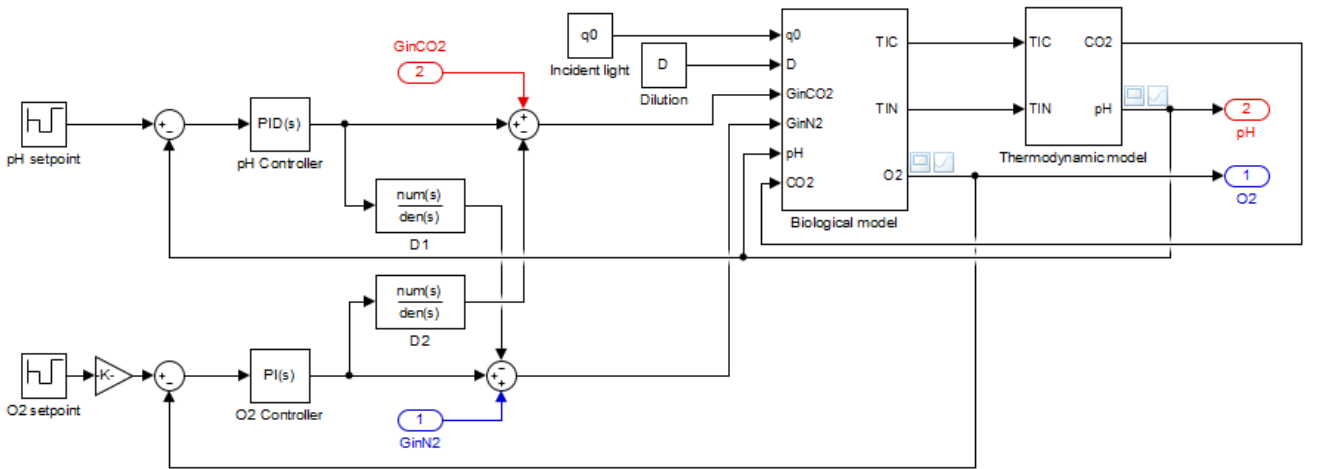 GinCO2
2
q0
Incident light
D
Dilution
q0
D
GinCO2
GinN2
pH
CO2
TIC
TIN
O2
Biological model
TIC
TIN
CO2
pH
Thermodynamic model
2
pH
1
O2
pH setpoint
PID(s)
pH Controller
num(s)
den(s)
D1
num(s)
den(s)
D2
O2 setpoint
-K-
PI(s)
O2 Controller
1
GinN2